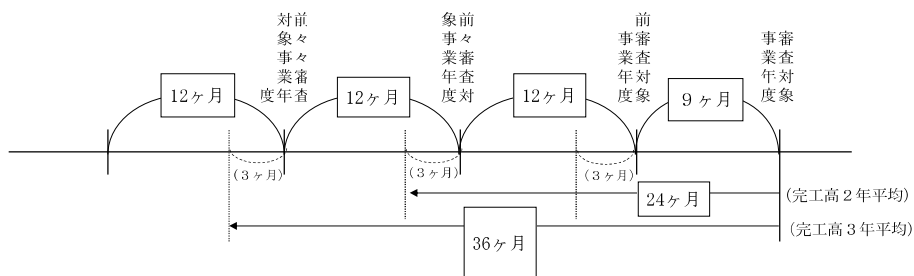 前々々審査
対象事業年
度
前々審査対
象事業年度
前審査対象
事業年度
審査対象
事業年度
12ヶ月
12ヶ月
12ヶ月
9ヶ月
(3ヶ月)
(3ヶ月)
(3ヶ月)
24ヶ月
(完工高2年平均)
36ヶ月
(完工高3年平均)